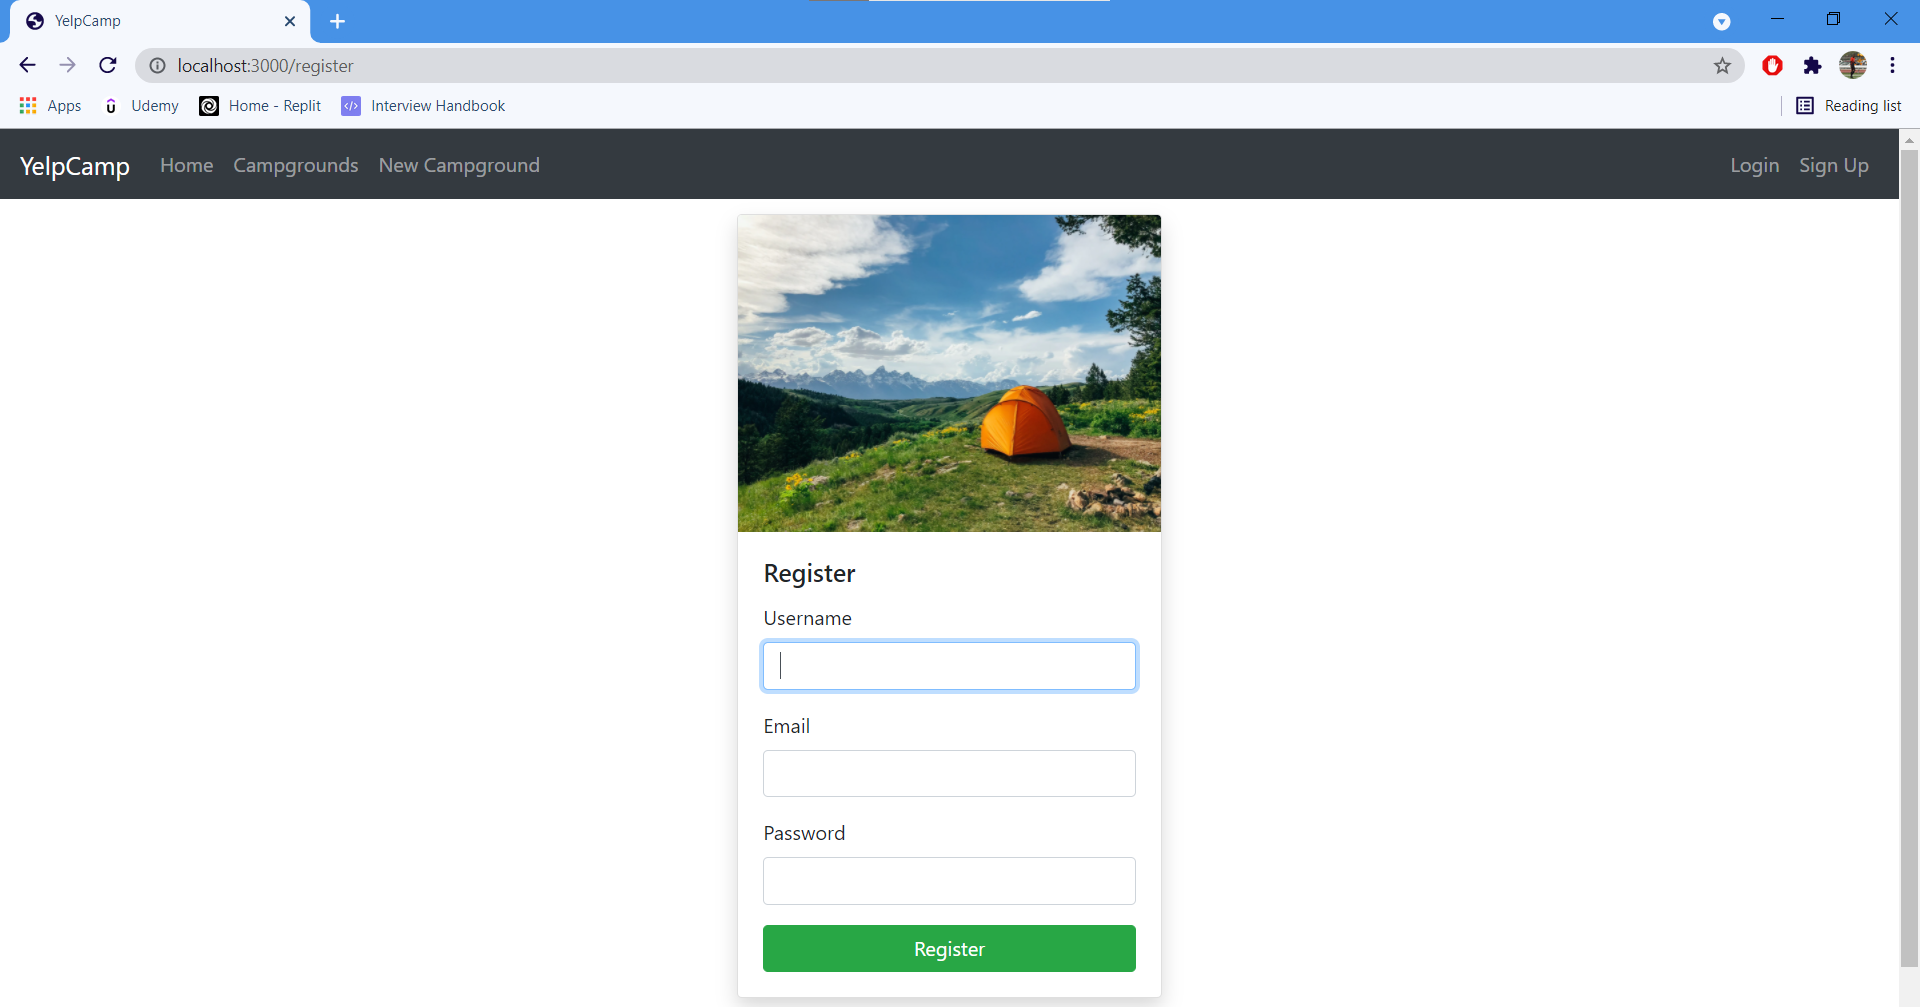 YelpCamp
localhost:3000/register
Apps Udemy Home - Replit </> Interview Handbook Reading list
YelpCamp Home Campgrounds New Campground Login Sign Up
Register
Username
Email
Password
Register